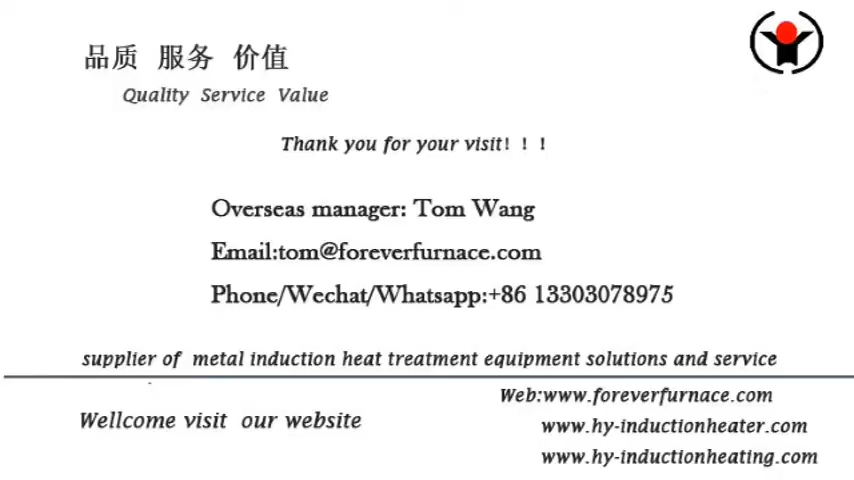 品质 服务 价值
Quality Service Value
Thank you for your visit！！！
Overseas manager: Tom Wang
Email:tom@foreverfurnace.com
Phone/Wechat/Whatsapp:+86 13303078975
supplier of metal induction heat treatment equipment solutions and service
Wellcome visit our website
Web:www.foreverfurnace.com
www.hy-inductionheater.com
www.hy-inductionheating.com